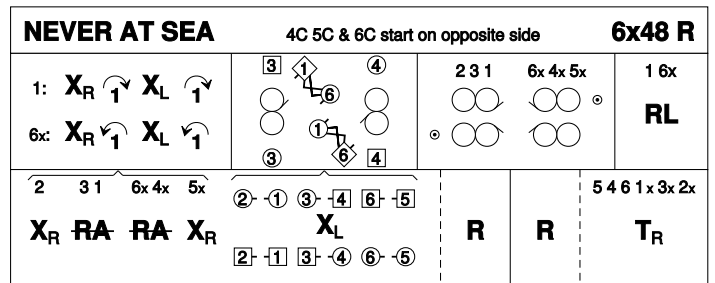 NEVER AT SEA 4C 5C & 6C start on opposite side 6x48 R
3 1 4 2 3 1 6x 4x 5x 1 6x
1: XR 1 XL 1 6
RL
6x: XR 1 XL 1 1
3 6 4
2 3 1 6x 4x 5x 5 4 6 1x 3x 2x
2 1 3 4 6 5
XR RA RA XR XL R R TR
2 1 3 4 6 5